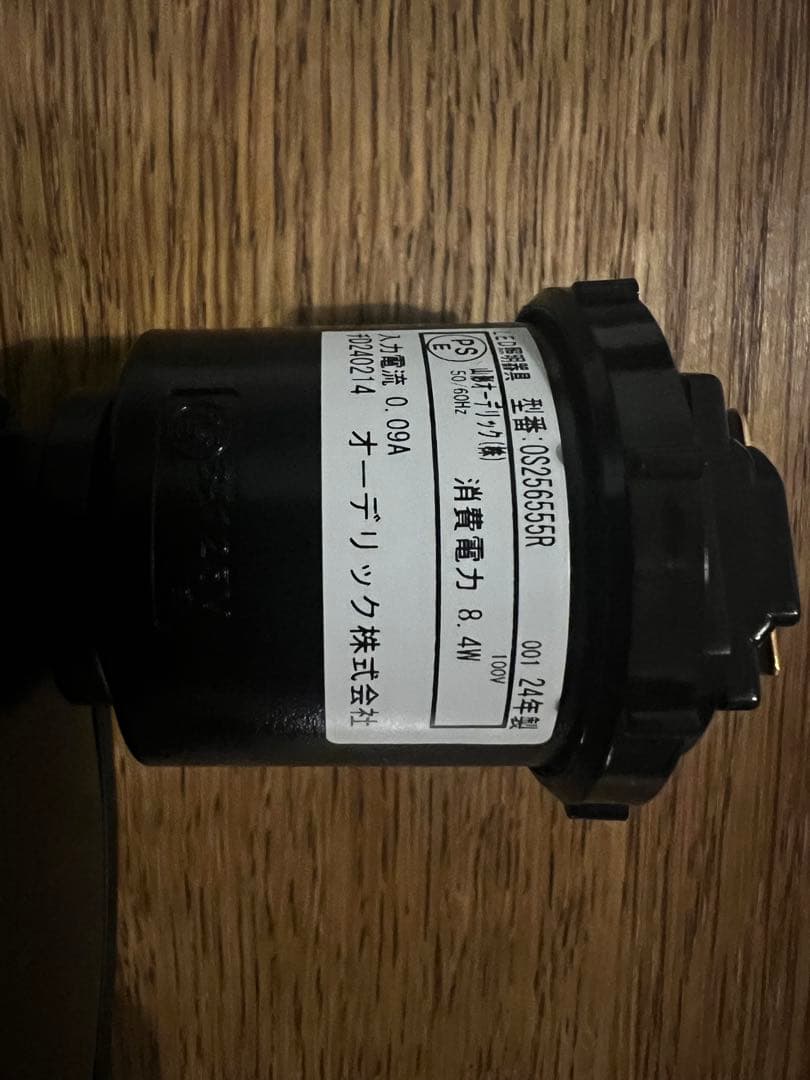 LED照明器具 型番:OS256555R 001 24年製
PS
E
山形オーデリック(株) 100V
50/60Hz 消費電力 8.4W
入力電流 0.09A
FD240214 オーデリック株式会社